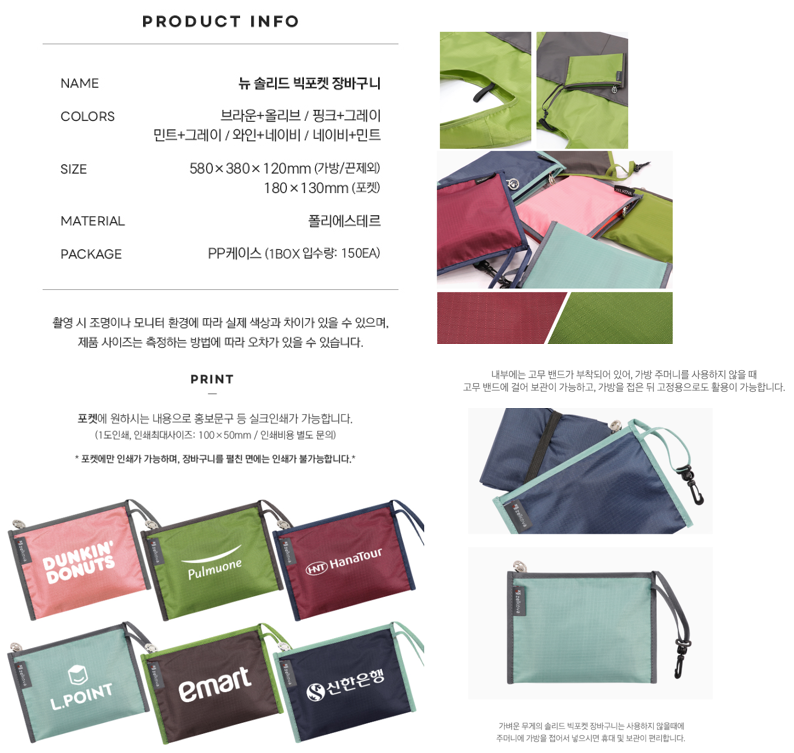 PRODUCT INFO
NAME
뉴 솔리드 빅포켓 장바구니
COLORS
브라운+올리브 / 핑크+그레이
민트+그레이 / 와인+네이비 / 네이비+민트
SIZE
580×380×120mm (가방/끈제외)
180×130mm (포켓)
MATERIAL
폴리에스테르
PACKAGE
PP케이스 (1BOX 입수량: 150EA)
촬영 시 조명이나 모니터 환경에 따라 실제 색상과 차이가 있을 수 있으며,
제품 사이즈는 측정하는 방법에 따라 오차가 있을 수 있습니다.
PRINT
포켓에 원하시는 내용으로 홍보문구 등 실크인쇄가 가능합니다.
(1도인쇄, 인쇄최대사이즈: 100×50mm / 인쇄비용 별도 문의)
* 포켓에만 인쇄가 가능하며, 장바구니를 펼친 면에는 인쇄가 불가능합니다.*
DUNKIN'
DONUTS
Pulmuone
HNT HanaTour
L.POINT
emart
신한은행
내부에는 고무 밴드가 부착되어 있어, 가방 주머니를 사용하지 않을 때
고무 밴드에 걸어 보관이 가능하고, 가방을 접은 뒤 고정용으로도 활용이 가능합니다.
가벼운 무게의 솔리드 빅포켓 장바구니는 사용하지 않을때에
주머니에 가방을 접어서 넣으시면 휴대 및 보관이 편리합니다.